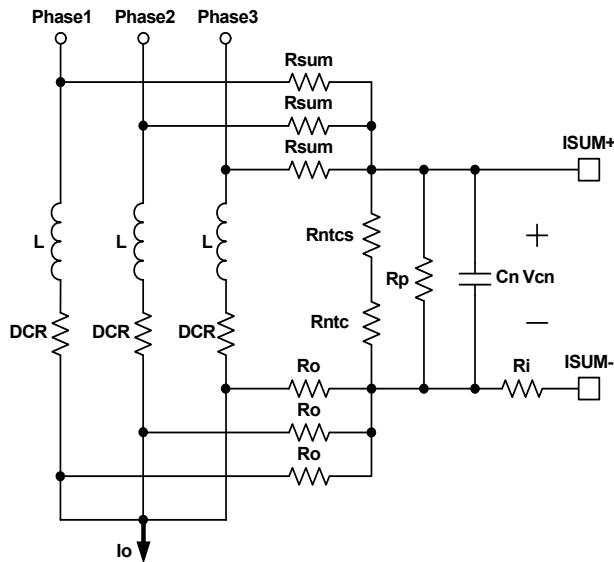 Phase1 Phase2 Phase3
Rsum
Rsum
Rsum
ISUM+
L L L
Rntcs
+
Rp
Cn Vcn
Rntc
DCR DCR DCR
−
Ro
Ri
ISUM-
Ro
Ro
Io